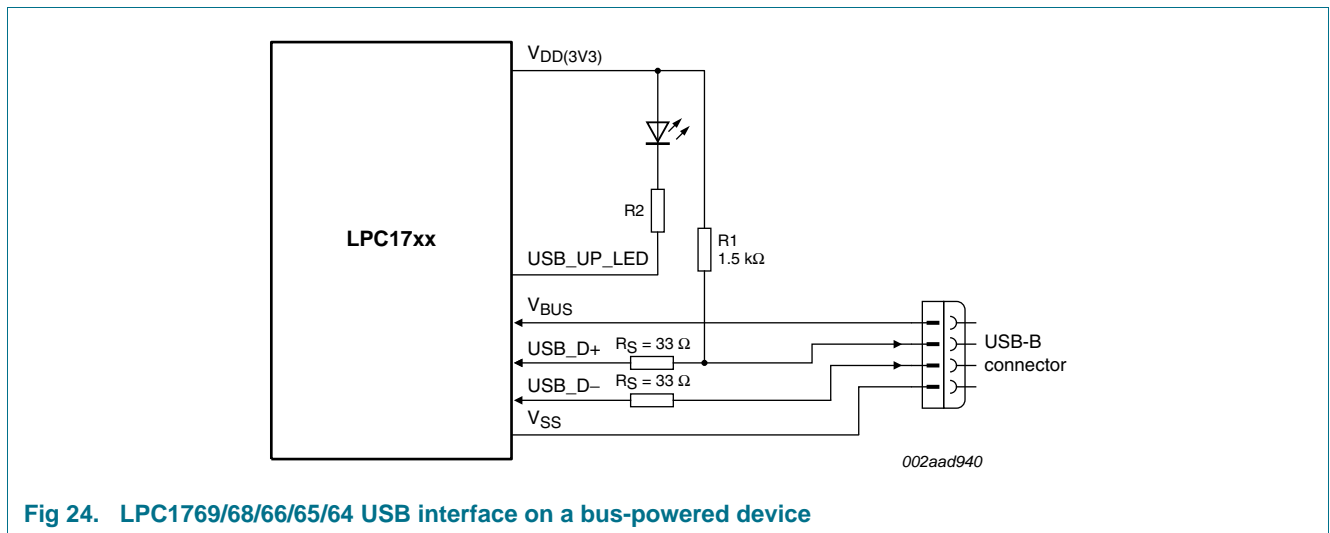 VDD(3V3)
R2
LPC17xx
R1
1.5 kΩ
USB_UP_LED
VBUS
USB_D+
RS = 33 Ω
USB_D−
RS = 33 Ω
VSS
USB-B
connector
002aad940
Fig 24. LPC1769/68/66/65/64 USB interface on a bus-powered device